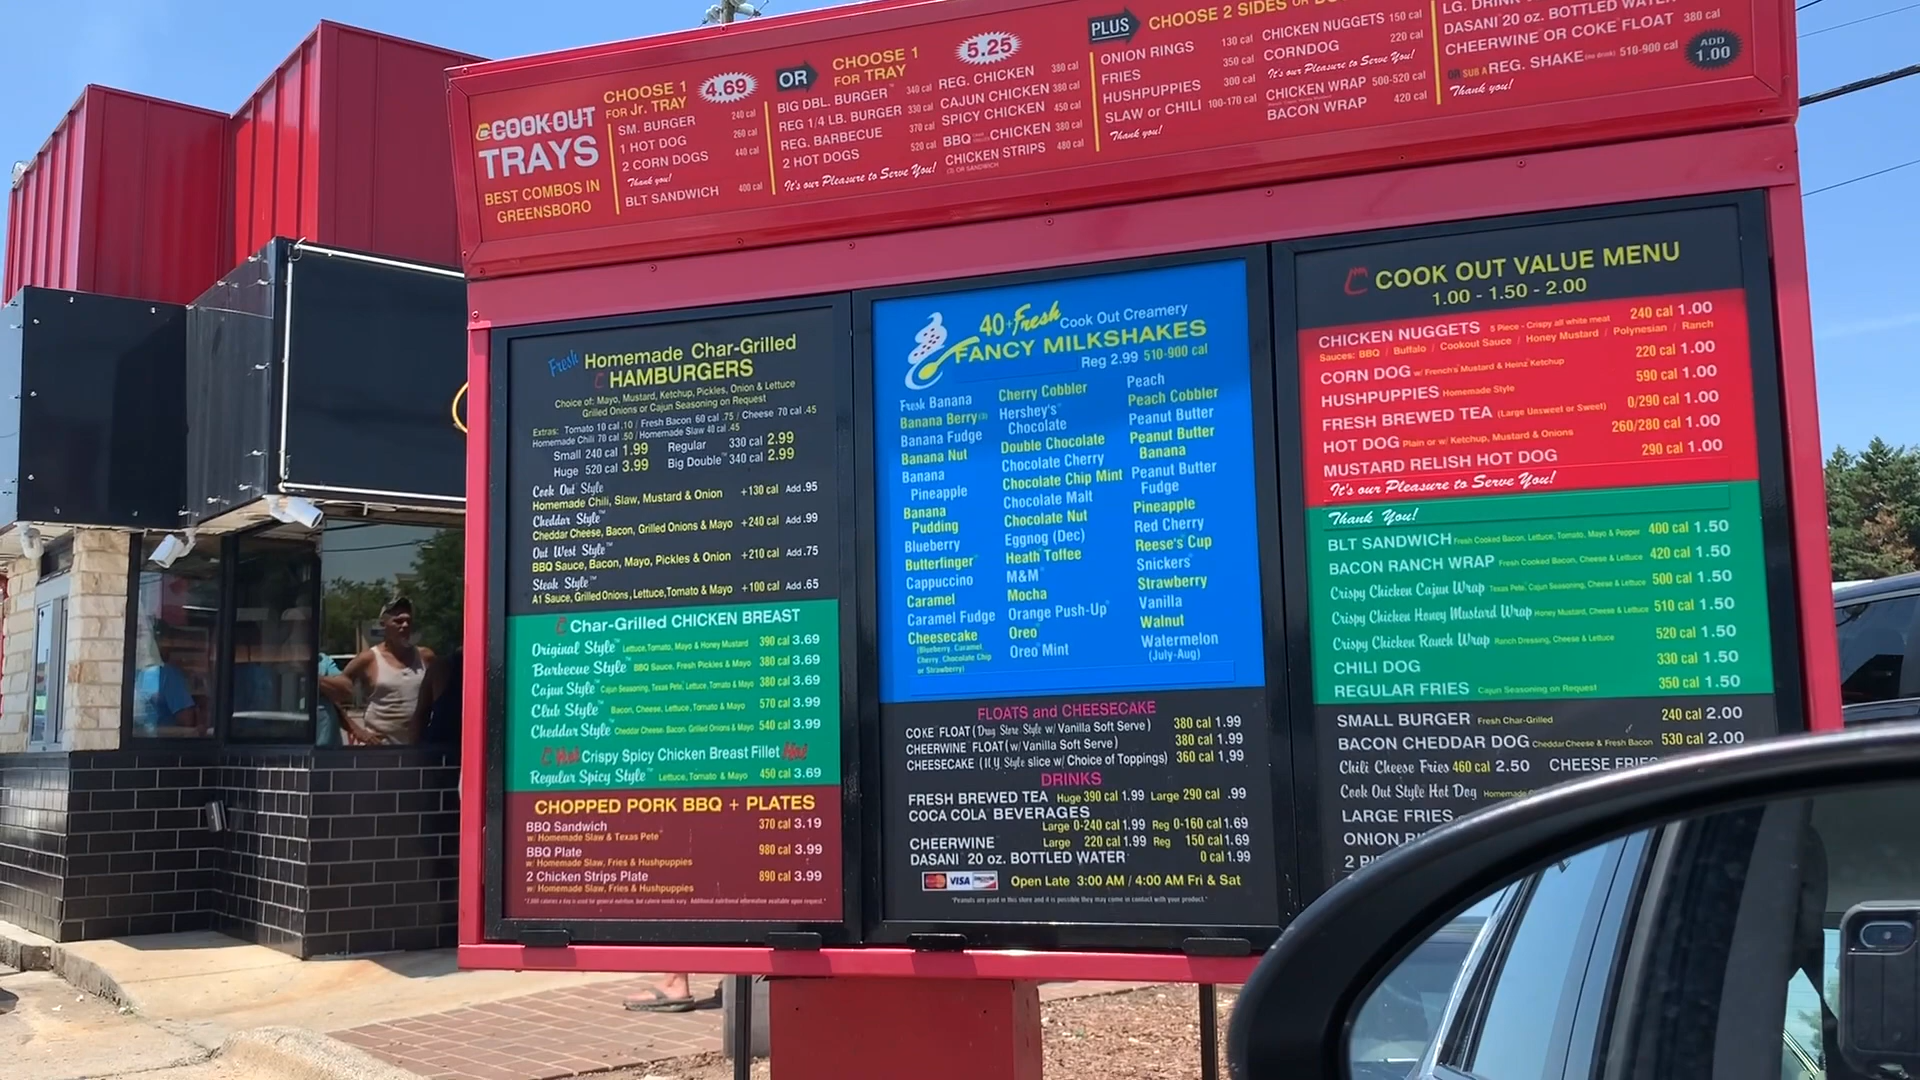 COOK-OUT
TRAYS
BEST COMBOS IN
GREENSBORO
CHOOSE 1
FOR Jr. TRAY
4.69
SM. BURGER 240 cal
1 HOT DOG 260 cal
2 CORN DOGS 440 cal
Thank you!
BLT SANDWICH 400 cal
OR
CHOOSE 1
FOR TRAY
5.25
BIG DBL. BURGER™ 340 cal
REG 1/4 LB. BURGER 330 cal
REG. BARBECUE 370 cal
2 HOT DOGS 520 cal
It's our Pleasure to Serve You!
REG. CHICKEN 380 cal
CAJUN CHICKEN 380 cal
SPICY CHICKEN 450 cal
BBQ CHICKEN 380 cal
CHICKEN STRIPS 480 cal
(3) OR SANDWICH
PLUS
CHOOSE 2 SIDES OR
ONION RINGS 130 cal
FRIES 350 cal
HUSHPUPPIES 300 cal
SLAW or CHILI 100-170 cal
Thank you!
CHICKEN NUGGETS 150 cal
CORNDOG 220 cal
It's our Pleasure to Serve You!
CHICKEN WRAP 500-520 cal
BACON WRAP 420 cal
LG. DRINK
DASANI 20 oz. BOTTLED WATER
CHEERWINE OR COKE FLOAT 380 cal
OR SUB A REG. SHAKE (no drink) 510-900 cal
Thank you!
ADD
1.00
Fresh Homemade Char-Grilled
HAMBURGERS
Choice of: Mayo, Mustard, Ketchup, Pickles, Onion & Lettuce
Grilled Onions or Cajun Seasoning on Request
Extras: Tomato 10 cal .10 / Fresh Bacon 60 cal .75 / Cheese 70 cal .45
Homemade Chili 70 cal .50 / Homemade Slaw 40 cal .45
Small 240 cal 1.99 Regular 330 cal 2.99
Huge 520 cal 3.99 Big Double™ 340 cal 2.99
Cook Out Style
Homemade Chili, Slaw, Mustard & Onion +130 cal Add .95
Cheddar Style™
Cheddar Cheese, Bacon, Grilled Onions & Mayo +240 cal Add .99
Out West Style™
BBQ Sauce, Bacon, Mayo, Pickles & Onion +210 cal Add .75
Steak Style™
A1 Sauce, Grilled Onions, Lettuce, Tomato & Mayo +100 cal Add .65
Char-Grilled CHICKEN BREAST
Original Style™ Lettuce, Tomato, Mayo & Honey Mustard 390 cal 3.69
Barbecue Style™ BBQ Sauce, Fresh Pickles & Mayo 380 cal 3.69
Cajun Style™ Cajun Seasoning, Texas Pete, Lettuce, Tomato & Mayo 380 cal 3.69
Club Style™ Bacon, Cheese, Lettuce, Tomato & Mayo 570 cal 3.99
Cheddar Style™ Cheddar Cheese, Bacon, Grilled Onions & Mayo 540 cal 3.99
Hot Crispy Spicy Chicken Breast Fillet Hot
Regular Spicy Style™ Lettuce, Tomato & Mayo 450 cal 3.69
CHOPPED PORK BBQ + PLATES
BBQ Sandwich 370 cal 3.19
w/ Homemade Slaw & Texas Pete
BBQ Plate 980 cal 3.99
w/ Homemade Slaw, Fries & Hushpuppies
2 Chicken Strips Plate 890 cal 3.99
w/ Homemade Slaw, Fries & Hushpuppies
*2,000 calories a day is used for general nutrition, but calorie needs vary. Additional nutritional information available upon request.*
40+ Fresh Cook Out Creamery
FANCY MILKSHAKES
Reg 2.99 510-900 cal
Fresh Banana
Banana Berry
Banana Fudge
Banana Nut
Banana
Pineapple
Banana
Pudding
Blueberry
Butterfinger
Cappuccino
Caramel
Caramel Fudge
Cheesecake
(Blueberry, Caramel,
Cherry, Chocolate Chip
or Strawberry)
Cherry Cobbler
Hershey's
Chocolate
Double Chocolate
Chocolate Cherry
Chocolate Chip Mint
Chocolate Malt
Chocolate Nut
Eggnog (Dec)
Heath Toffee
M&M
Mocha
Orange Push-Up
Oreo
Oreo Mint
Peach
Peach Cobbler
Peanut Butter
Peanut Butter
Banana
Peanut Butter
Fudge
Pineapple
Red Cherry
Reese's Cup
Snickers
Strawberry
Vanilla
Walnut
Watermelon
(July-Aug)
FLOATS and CHEESECAKE
COKE FLOAT (Drug Store Style w/ Vanilla Soft Serve) 380 cal 1.99
CHEERWINE FLOAT (w/ Vanilla Soft Serve) 380 cal 1.99
CHEESECAKE (N.Y. Style slice w/ Choice of Toppings) 360 cal 1.99
DRINKS
FRESH BREWED TEA Huge 390 cal 1.99 Large 290 cal .99
COCA COLA BEVERAGES
Large 0-240 cal 1.99 Reg 0-160 cal 1.69
CHEERWINE Large 220 cal 1.99 Reg 150 cal 1.69
DASANI 20 oz. BOTTLED WATER 0 cal 1.99
VISA Open Late 3:00 AM / 4:00 AM Fri & Sat
*Peanuts are used in this store and it is possible they may come in contact with your product.*
COOK OUT VALUE MENU
1.00 - 1.50 - 2.00
CHICKEN NUGGETS 5 Piece - Crispy all white meat 240 cal 1.00
Sauces: BBQ / Buffalo / Cookout Sauce / Honey Mustard / Polynesian / Ranch
CORN DOG w/ French's Mustard & Heinz Ketchup 220 cal 1.00
HUSHPUPPIES Homemade Style 590 cal 1.00
FRESH BREWED TEA (Large Unsweet or Sweet) 0/290 cal 1.00
HOT DOG Plain or w/ Ketchup, Mustard & Onions 260/280 cal 1.00
MUSTARD RELISH HOT DOG 290 cal 1.00
It's our Pleasure to Serve You!
Thank You!
BLT SANDWICH Fresh Cooked Bacon, Lettuce, Tomato, Mayo & Pepper 400 cal 1.50
BACON RANCH WRAP Fresh Cooked Bacon, Cheese & Lettuce 420 cal 1.50
Crispy Chicken Cajun Wrap Texas Pete, Cajun Seasoning, Cheese & Lettuce 500 cal 1.50
Crispy Chicken Honey Mustard Wrap Honey Mustard, Cheese & Lettuce 510 cal 1.50
Crispy Chicken Ranch Wrap Ranch Dressing, Cheese & Lettuce 520 cal 1.50
CHILI DOG 330 cal 1.50
REGULAR FRIES Cajun Seasoning on Request 350 cal 1.50
SMALL BURGER Fresh Char-Grilled 240 cal 2.00
BACON CHEDDAR DOG Cheddar Cheese & Fresh Bacon 530 cal 2.00
Chili Cheese Fries 460 cal 2.50 CHEESE FRIES
Cook Out Style Hot Dog Homemade
LARGE FRIES
ONION
2